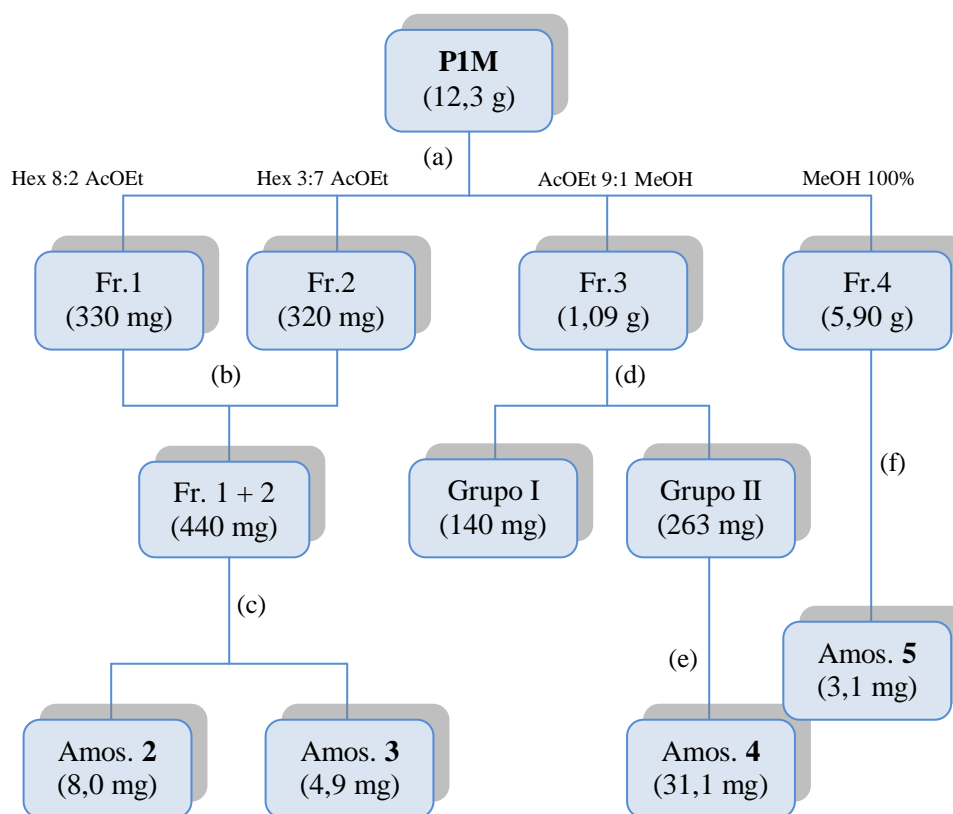 P1M
(12,3 g)
(a)
Hex 8:2 AcOEt
Hex 3:7 AcOEt
AcOEt 9:1 MeOH
MeOH 100%
Fr.1
(330 mg)
Fr.2
(320 mg)
Fr.3
(1,09 g)
Fr.4
(5,90 g)
(b)
(d)
Fr. 1 + 2
(440 mg)
Grupo I
(140 mg)
Grupo II
(263 mg)
(f)
(c)
(e)
Amos. 5
(3,1 mg)
Amos. 2
(8,0 mg)
Amos. 3
(4,9 mg)
Amos. 4
(31,1 mg)